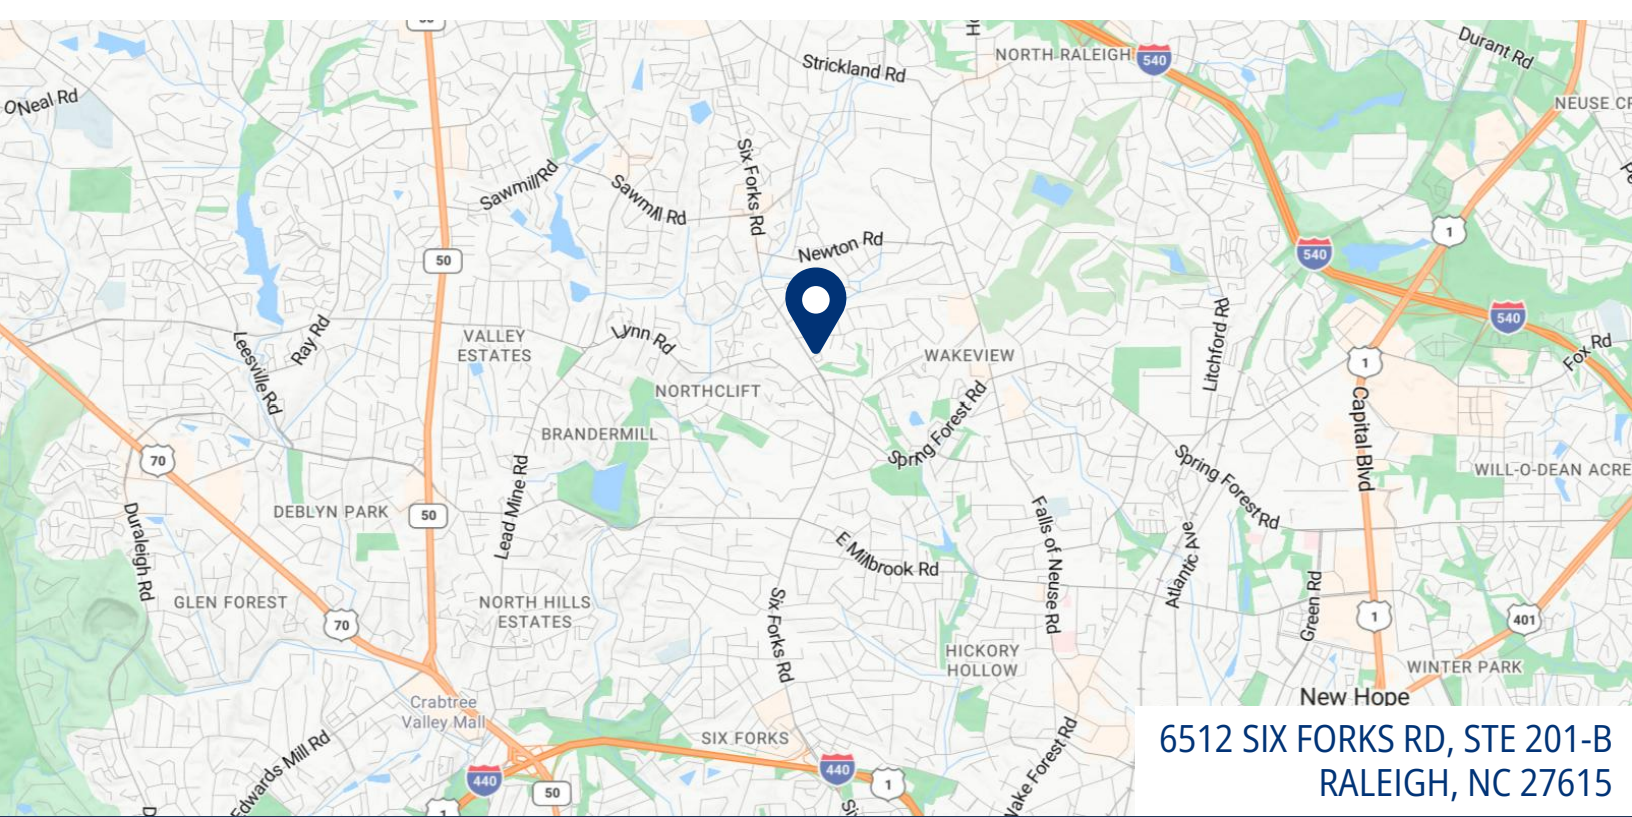 50
Strickland Rd
NORTH RALEIGH
540
Durant Rd
ONeal Rd
NEUSE CR
Six Forks Rd
Sawmill Rd
Sawmill Rd
Newton Rd
50
1
540
540
Fox Rd
Litchford Rd
Leesville Rd
Ray Rd
VALLEY
ESTATES
Lynn Rd
WAKEVIEW
1
NORTHCLIFT
Capital Blvd
BRANDERMILL
Spring Forest Rd
70
Lead Mine Rd
Spring Forest Rd
WILL-O-DEAN ACRE
DEBLYN PARK
50
Duraleigh Rd
E Millbrook Rd
Falls of Neuse Rd
Atlantic Ave
Green Rd
GLEN FOREST
70
NORTH HILLS
ESTATES
Six Forks Rd
1
401
HICKORY
HOLLOW
WINTER PARK
New Hope
Crabtree
Valley Mall
SIX FORKS
Edwards Mill Rd
440
50
440
1
Wake Forest Rd
1
6512 SIX FORKS RD, STE 201-B
RALEIGH, NC 27615